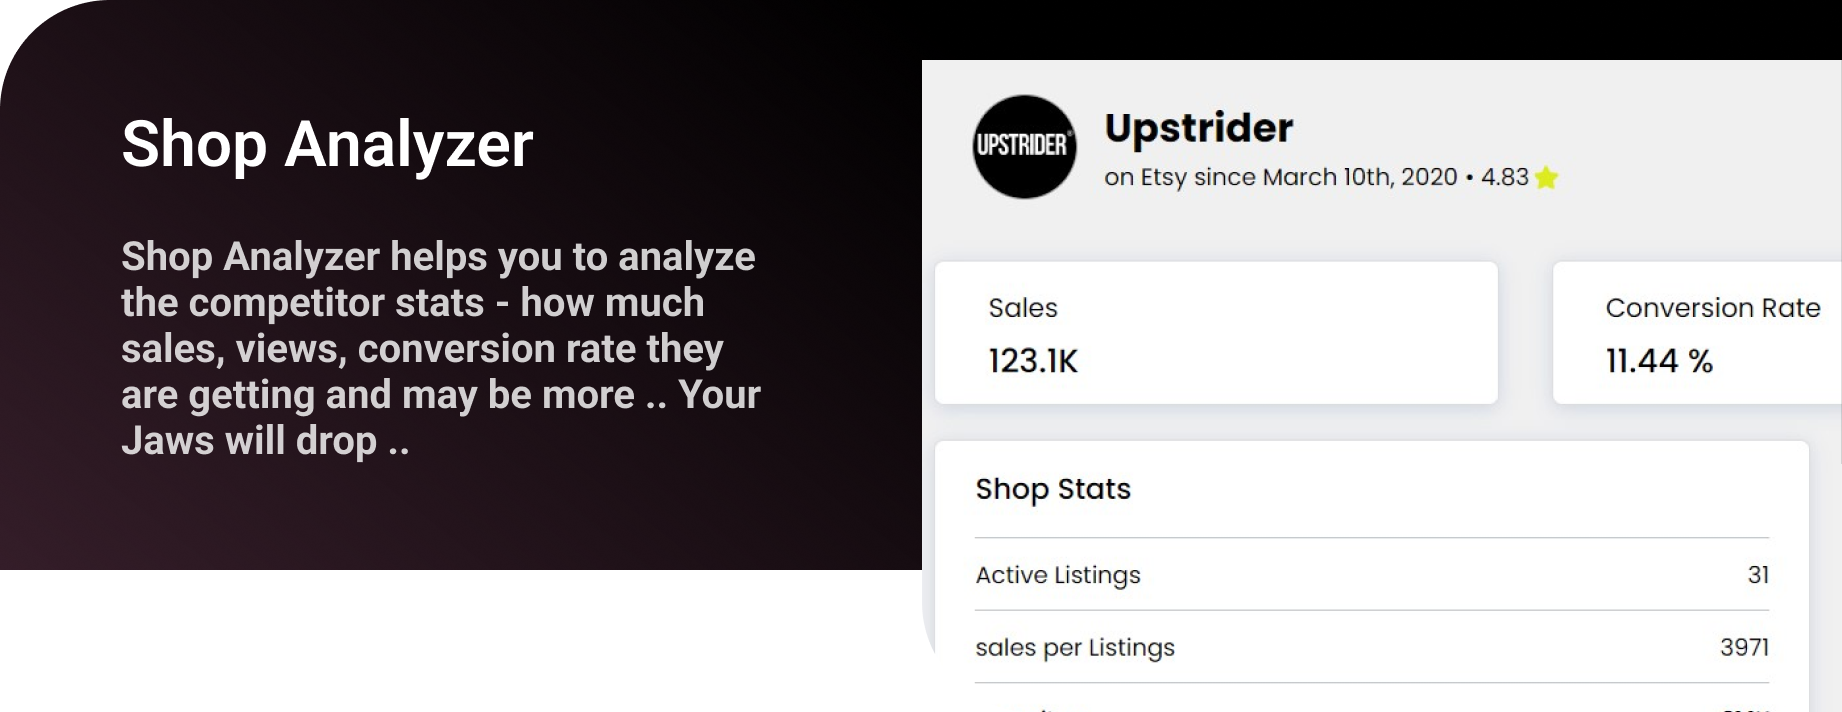 Shop Analyzer
Shop Analyzer helps you to analyze
the competitor stats - how much
sales, views, conversion rate they
are getting and may be more .. Your
Jaws will drop ..
UPSTRIDER®
Upstrider
on Etsy since March 10th, 2020 • 4.83
Sales
123.1K
Conversion Rate
11.44 %
Shop Stats
Active Listings 31
sales per Listings 3971